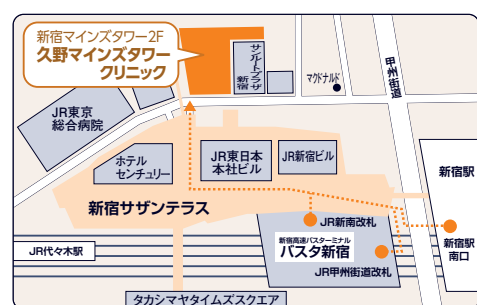 新宿マインズタワー2F
久野マインズタワー
クリニック
サンルートプラザ
新宿
マクドナルド
甲州街道
JR東京
総合病院
ホテル
センチュリー
JR東日本
本社ビル
JR新宿ビル
新宿駅
新宿サザンテラス
JR新南改札
新宿高速バスターミナル
バスタ新宿
新宿駅
南口
JR代々木駅
JR甲州街道改札
タカシマヤタイムズスクエア